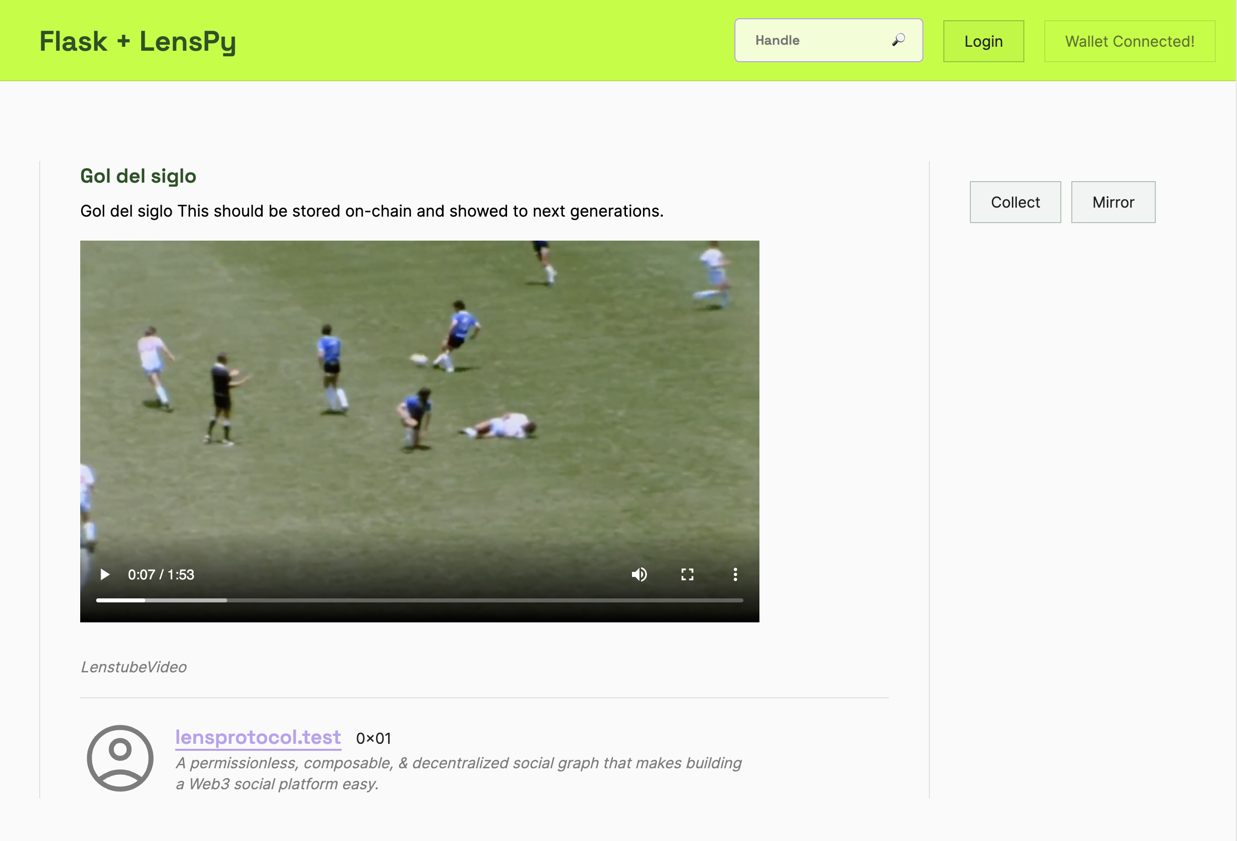 Flask + LensPy
Handle
Login
Wallet Connected!
Gol del siglo
Gol del siglo This should be stored on-chain and showed to next generations.
Collect
Mirror
0:07 / 1:53
LenstubeVideo
lensprotocol.test 0×01
A permissionless, composable, & decentralized social graph that makes building
a Web3 social platform easy.